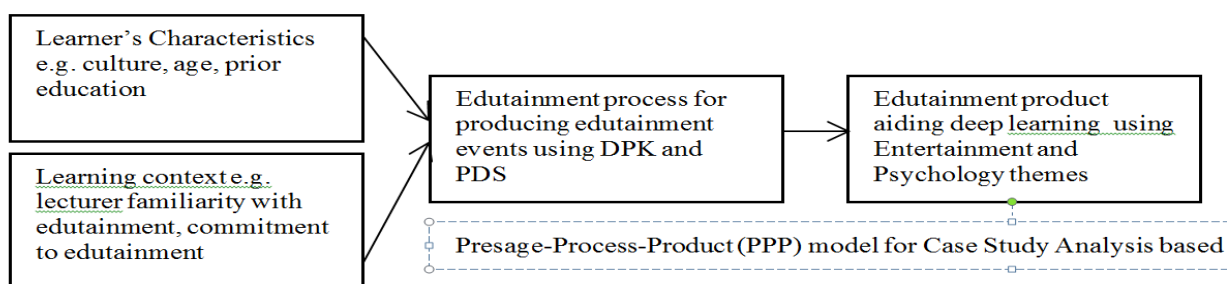 Learner's Characteristics
e.g. culture, age, prior
education
Learning context e.g.
lecturer familiarity with
edutainment, commitment
to edutainment
Edutainment process for
producing edutainment
events using DPK and
PDS
Edutainment product
aiding deep learning using
Entertainment and
Psychology themes
Presage-Process-Product (PPP) model for Case Study Analysis based